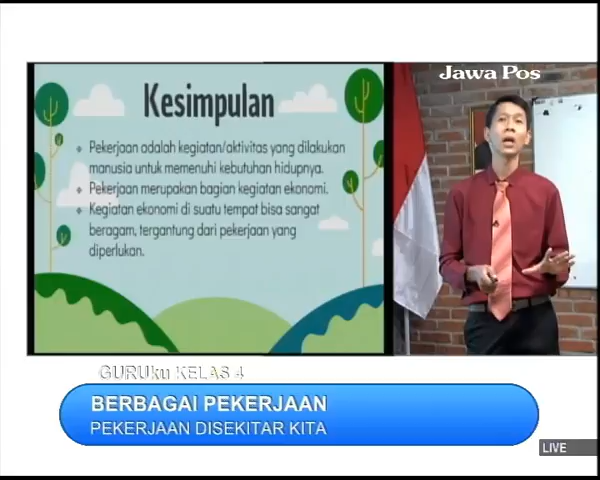 Jawa Pos
Kesimpulan
Pekerjaan adalah kegiatan/aktivitas yang dilakukan
manusia untuk memenuhi kebutuhan hidupnya.
Pekerjaan merupakan bagian kegiatan ekonomi.
Kegiatan ekonomi di suatu tempat bisa sangat
beragam, tergantung dari pekerjaan yang
diperlukan.
GURUku KELAS 4
BERBAGAI PEKERJAAN
PEKERJAAN DISEKITAR KITA
LIVE